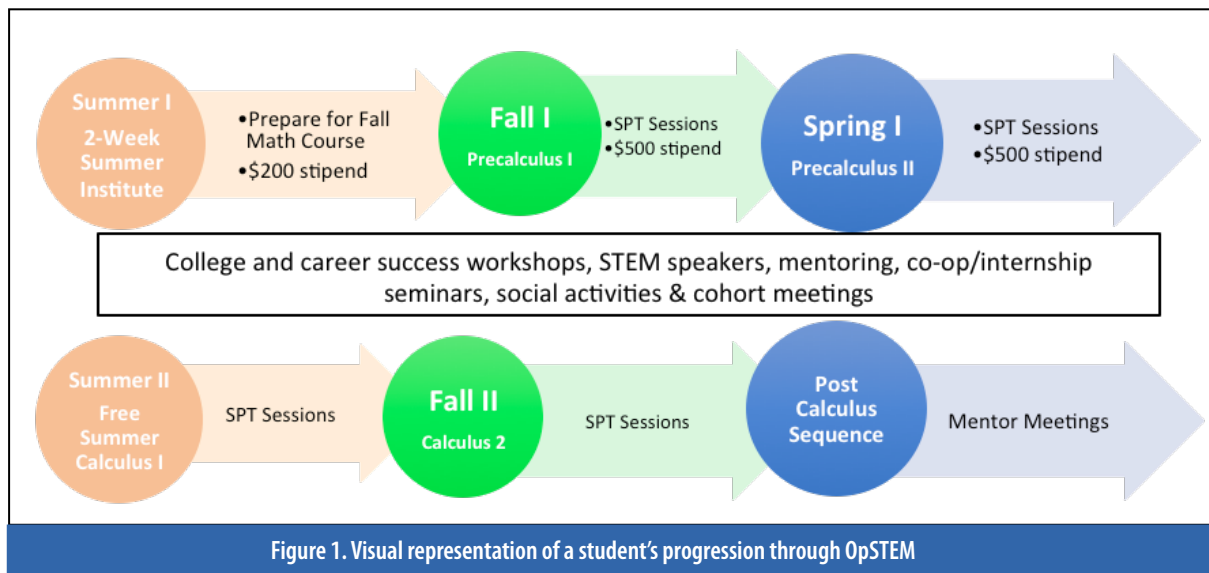 Summer I
2-Week
Summer
Institute
•Prepare for Fall
Math Course
•$200 stipend
Fall I
Precalculus I
•SPT Sessions
•$500 stipend
Spring I
Precalculus II
•SPT Sessions
•$500 stipend
College and career success workshops, STEM speakers, mentoring, co-op/internship
seminars, social activities & cohort meetings
Summer II
Free
Summer
Calculus I
SPT Sessions
Fall II
Calculus 2
SPT Sessions
Post
Calculus
Sequence
Mentor Meetings
Figure 1. Visual representation of a student's progression through OpSTEM